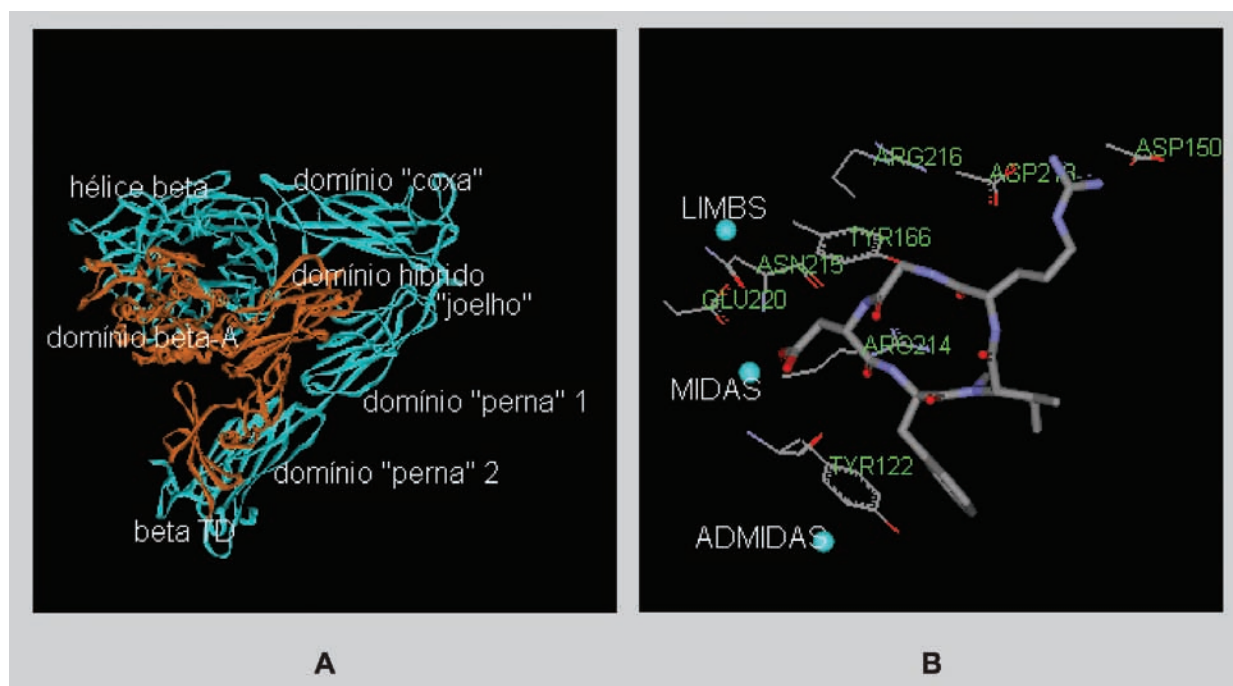 hélice beta
domínio "coxa"
domínio híbrido
"joelho"
domínio beta-A
domínio "perna" 1
domínio "perna" 2
beta TD
A
ASP150
ARG216
ASP218
LIMBS
TYR166
ASN215
GLU220
ARG214
MIDAS
TYR122
ADMIDAS
B